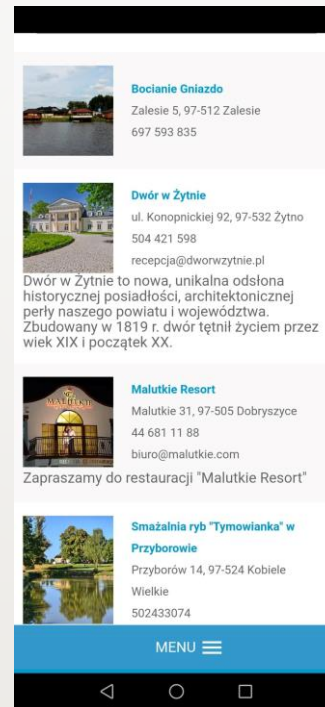 Bocianie Gniazdo
Zalesie 5, 97-512 Zalesie
697 593 835
Dwór w Żytnie
ul. Konopnickiej 92, 97-532 Żytno
504 421 598
recepcja@dworwzytnie.pl
Dwór w Żytnie to nowa, unikalna odsłona
historycznej posiadłości, architektonicznej
perły naszego powiatu i województwa.
Zbudowany w 1819 r. dwór tętnił życiem przez
wiek XIX i początek XX.
MALUTKIE
Malutkie Resort
Malutkie 31, 97-505 Dobryszyce
44 681 11 88
biuro@malutkie.com
Zapraszamy do restauracji "Malutkie Resort"
Smażalnia ryb "Tymowianka" w
Przyborowie
Przyborów 14, 97-524 Kobiele
Wielkie
502433074
MENU